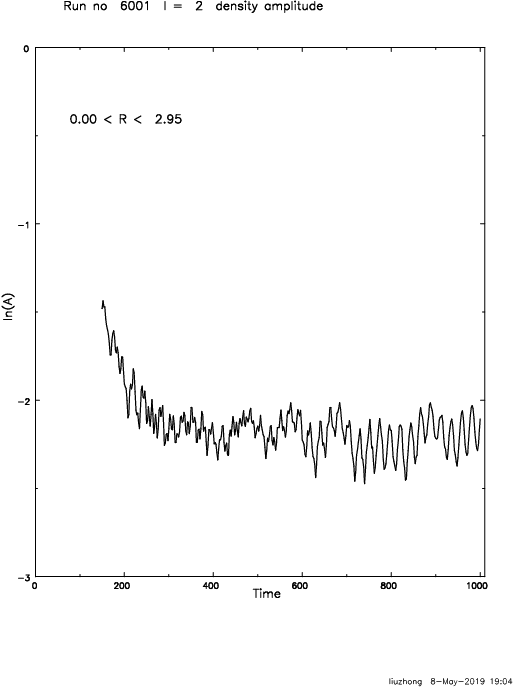 Run no 6001 l = 2 density amplitude
0
0.00 < R < 2.95
-1
ln(A)
-2
-3
0 200 400 600 800 1000
Time
liuzhong 8-May-2019 19:04